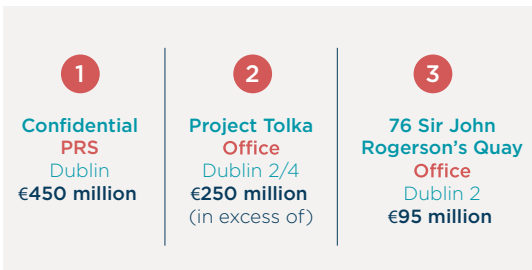 1
Confidential
PRS
Dublin
€450 million
2
Project Tolka
Office
Dublin 2/4
€250 million
(in excess of)
3
76 Sir John
Rogerson's Quay
Office
Dublin 2
€95 million